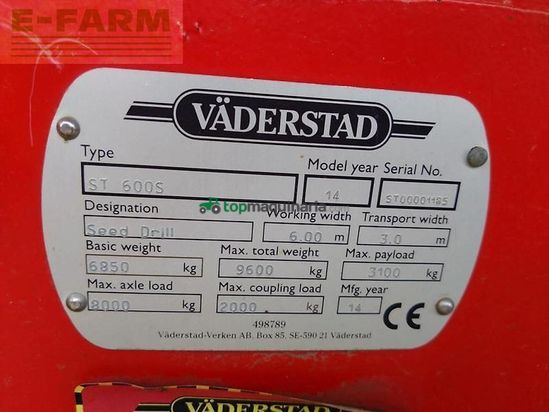 E-FARM
VÄDERSTAD
Type Model year Serial No.
ST 600S 14 ST00001185
topmaquinaria.com
Designation Working width Transport width
Seed Drill 6.00 m 3.0 m
Basic weight Max. total weight Max. payload
6850 kg 9600 kg 3100 kg
Max. axle load Max. coupling load Mfg. year
8000 kg 2000 kg 14 CE
498789
Väderstad-Verken AB, Box 85, SE-590 21 Väderstad
VÄDERSTAD